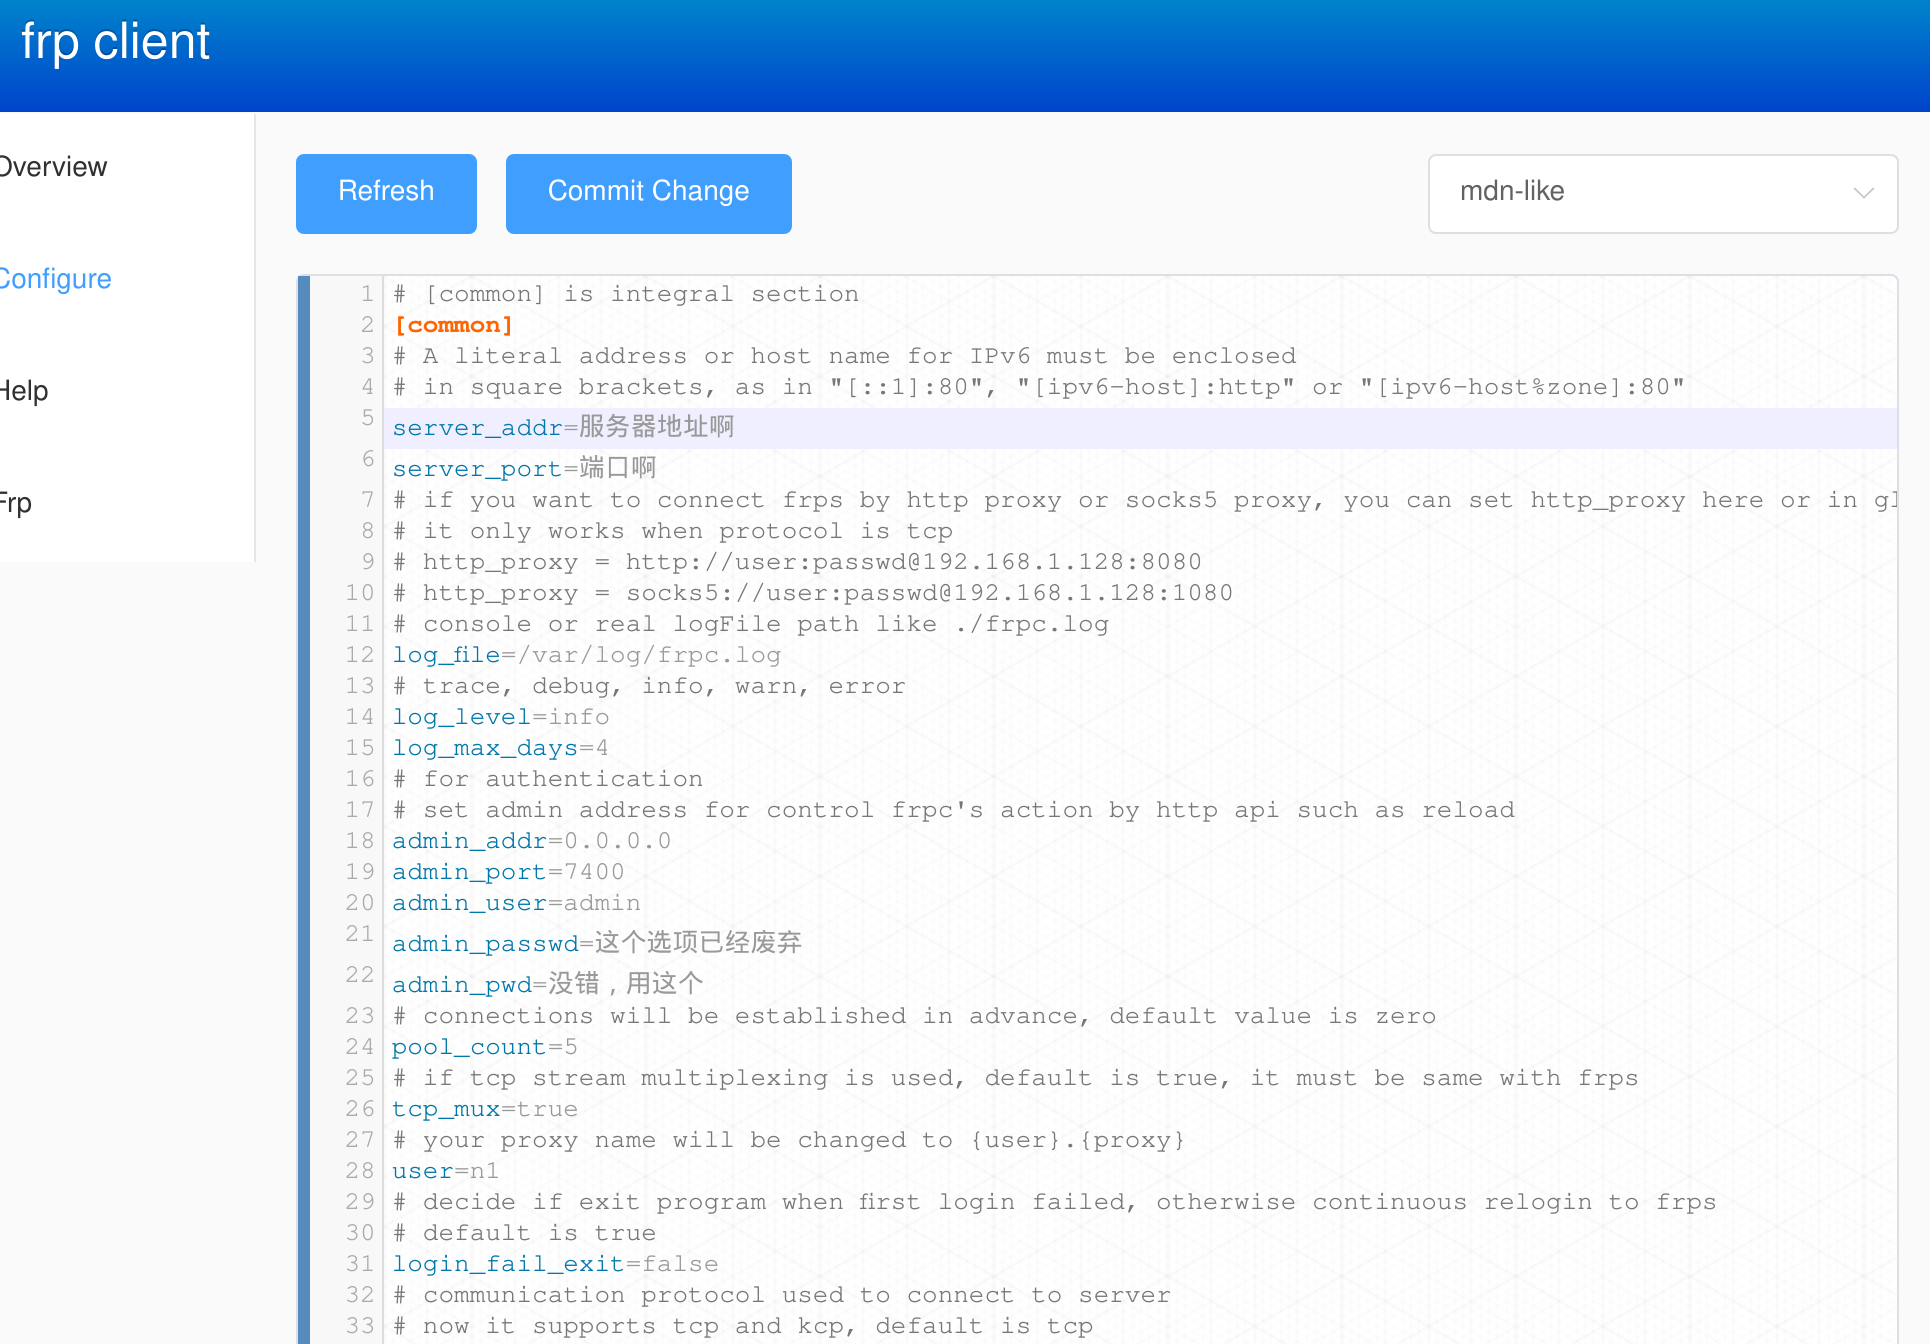 frp client
Overview
Configure
Help
Frp
Refresh
Commit Change
mdn-like
1 # [common] is integral section
2 [common]
3 # A literal address or host name for IPv6 must be enclosed
4 # in square brackets, as in "[::1]:80", "[ipv6-host]:http" or "[ipv6-host%zone]:80"
5 server_addr=服务器地址啊
6 server_port=端口啊
7 # if you want to connect frps by http proxy or socks5 proxy, you can set http_proxy here or in gl
8 # it only works when protocol is tcp
9 # http_proxy = http://user:passwd@192.168.1.128:8080
10 # http_proxy = socks5://user:passwd@192.168.1.128:1080
11 # console or real logFile path like ./frpc.log
12 log_file=/var/log/frpc.log
13 # trace, debug, info, warn, error
14 log_level=info
15 log_max_days=4
16 # for authentication
17 # set admin address for control frpc's action by http api such as reload
18 admin_addr=0.0.0.0
19 admin_port=7400
20 admin_user=admin
21 admin_passwd=这个选项已经废弃
22 admin_pwd=没错，用这个
23 # connections will be established in advance, default value is zero
24 pool_count=5
25 # if tcp stream multiplexing is used, default is true, it must be same with frps
26 tcp_mux=true
27 # your proxy name will be changed to {user}.{proxy}
28 user=n1
29 # decide if exit program when first login failed, otherwise continuous relogin to frps
30 # default is true
31 login_fail_exit=false
32 # communication protocol used to connect to server
33 # now it supports tcp and kcp, default is tcp